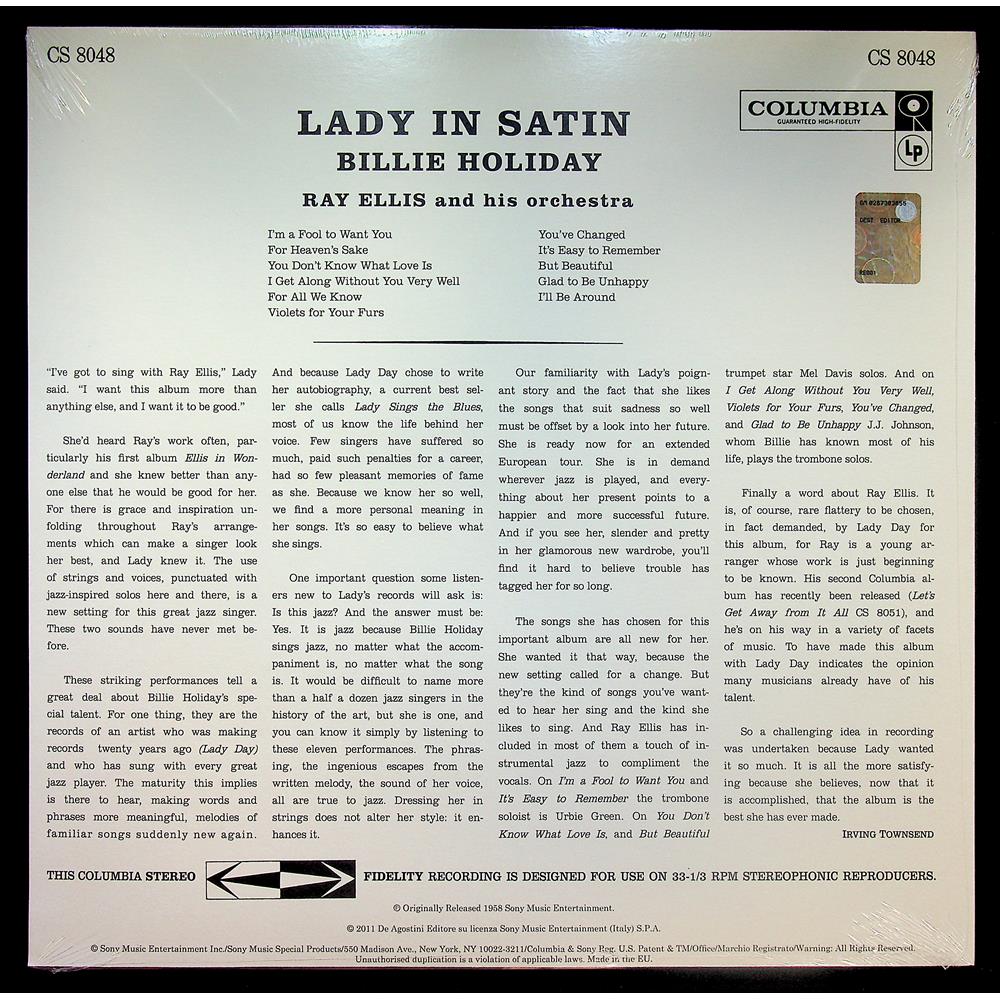 CS 8048
CS 8048
COLUMBIA
GUARANTEED HIGH-FIDELITY
Lp
LADY IN SATIN
BILLIE HOLIDAY
RAY ELLIS and his orchestra
DEST EDITOR
I'm a Fool to Want You
For Heaven's Sake
You Don't Know What Love Is
I Get Along Without You Very Well
For All We Know
Violets for Your Furs
You've Changed
It's Easy to Remember
But Beautiful
Glad to Be Unhappy
I'll Be Around
"I've got to sing with Ray Ellis," Lady
said. "I want this album more than
anything else, and I want it to be good."
She'd heard Ray's work often, par-
ticularly his first album Ellis in Won-
derland and she knew better than any-
one else that he would be good for her.
For there is grace and inspiration un-
folding throughout Ray's arrange-
ments which can make a singer look
her best, and Lady knew it. The use
of strings and voices, punctuated with
jazz-inspired solos here and there, is a
new setting for this great jazz singer.
These two sounds have never met be-
fore.
These striking performances tell a
great deal about Billie Holiday's spe-
cial talent. For one thing, they are the
records of an artist who was making
records twenty years ago (Lady Day)
and who has sung with every great
jazz player. The maturity this implies
is there to hear, making words and
phrases more meaningful, melodies of
familiar songs suddenly new again.
And because Lady Day chose to write
her autobiography, a current best sel-
ler she calls Lady Sings the Blues,
most of us know the life behind her
voice. Few singers have suffered so
much, paid such penalties for a career,
had so few pleasant memories of fame
as she. Because we know her so well,
we find a more personal meaning in
her songs. It's so easy to believe what
she sings.
One important question some listen-
ers new to Lady's records will ask is:
Is this jazz? And the answer must be:
Yes. It is jazz because Billie Holiday
sings jazz, no matter what the accom-
paniment is, no matter what the song
is. It would be difficult to name more
than a half a dozen jazz singers in the
history of the art, but she is one, and
you can know it simply by listening to
these eleven performances. The phras-
ing, the ingenious escapes from the
written melody, the sound of her voice,
all are true to jazz. Dressing her in
strings does not alter her style: it en-
hances it.
Our familiarity with Lady's poign-
ant story and the fact that she likes
the songs that suit sadness so well
must be offset by a look into her future.
She is ready now for an extended
European tour. She is in demand
wherever jazz is played, and every-
thing about her present points to a
happier and more successful future.
And if you see her, slender and pretty
in her glamorous new wardrobe, you'll
find it hard to believe trouble has
tagged her for so long.
The songs she has chosen for this
important album are all new for her.
She wanted it that way, because the
new setting called for a change. But
they're the kind of songs you've want-
ed to hear her sing and the kind she
likes to sing. And Ray Ellis has in-
cluded in most of them a touch of in-
strumental jazz to compliment the
vocals. On I'm a Fool to Want You and
It's Easy to Remember the trombone
soloist is Urbie Green. On You Don't
Know What Love Is, and But Beautiful
trumpet star Mel Davis solos. And on
I Get Along Without You Very Well,
Violets for Your Furs, You've Changed,
and Glad to Be Unhappy J.J. Johnson,
whom Billie has known most of his
life, plays the trombone solos.
Finally a word about Ray Ellis. It
is, of course, rare flattery to be chosen,
in fact demanded, by Lady Day for
this album, for Ray is a young ar-
ranger whose work is just beginning
to be known. His second Columbia al-
bum has recently been released (Let's
Get Away from It All CS 8051), and
he's on his way in a variety of facets
of music. To have made this album
with Lady Day indicates the opinion
many musicians already have of his
talent.
So a challenging idea in recording
was undertaken because Lady wanted
it so much. It is all the more satisfy-
ing because she believes, now that it
is accomplished, that the album is the
best she has ever made.
IRVING TOWNSEND
THIS COLUMBIA STEREO FIDELITY RECORDING IS DESIGNED FOR USE ON 33-1/3 RPM STEREOPHONIC REPRODUCERS.
℗ Originally Released 1958 Sony Music Entertainment.
© 2011 De Agostini Editore su licenza Sony Music Entertainment (Italy) S.P.A.
© Sony Music Entertainment Inc./Sony Music Special Products/550 Madison Ave., New York, NY 10022-3211/Columbia & Sony Reg. U.S. Patent & TM/Office/Marchio Registrato/Warning: All Rights Reserved.
Unauthorised duplication is a violation of applicable laws. Made in the EU.